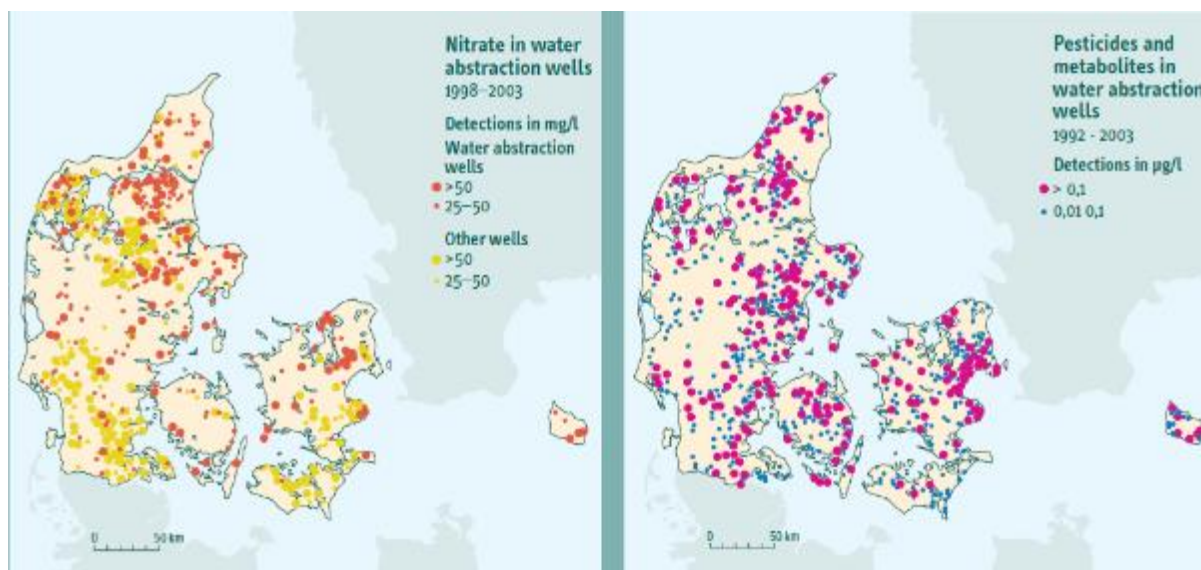 Nitrate in water
abstraction wells
1998–2003
Detections in mg/l
Water abstraction
wells
>50
25–50
Other wells
>50
25–50
0 50 km
Pesticides and
metabolites in
water abstraction
wells
1992 - 2003
Detections in µg/l
> 0,1
0,01 0,1
0 50 km